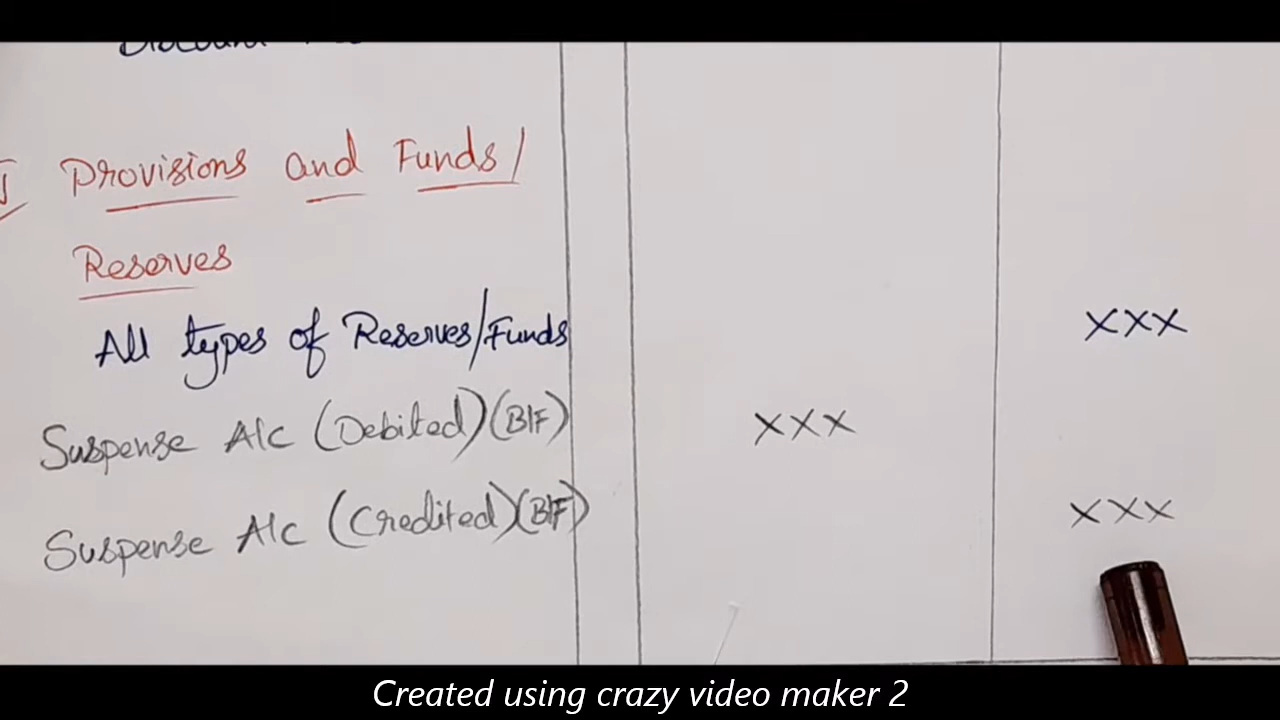 Provisions and Funds/
Reserves
All types of Reserves/Funds XXX
Suspense A/c (Debited)(B/F) XXX
Suspense A/c (Credited)(B/F) XXX
Created using crazy video maker 2